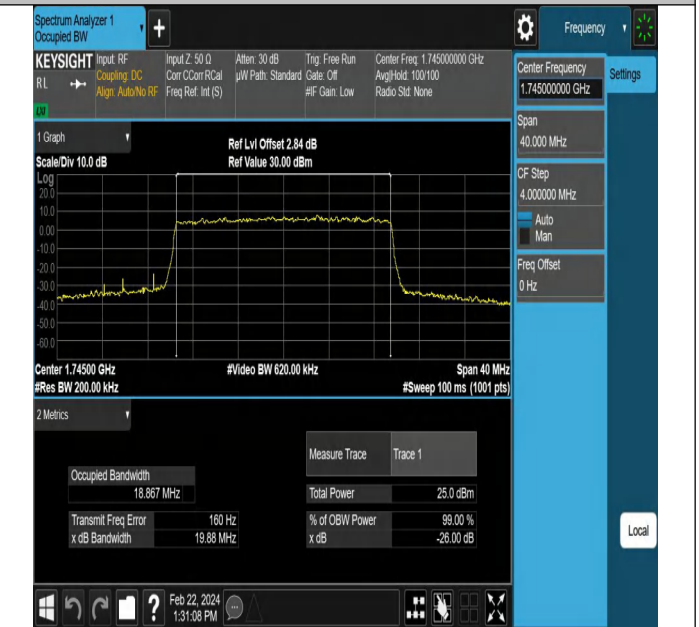 Spectrum Analyzer 1
Occupied BW
+
Frequency
KEYSIGHT
RL
Input: RF
Coupling: DC
Align: Auto/No RF
Input Z: 50 Ω
Corr CCorr RCal
Freq Ref: Int (S)
Atten: 30 dB
µW Path: Standard
Trig: Free Run
Gate: Off
#IF Gain: Low
Center Freq: 1.745000000 GHz
Avg|Hold: 100/100
Radio Std: None
Center Frequency
1.745000000 GHz
Settings
Span
40.000 MHz
CF Step
4.000000 MHz
Auto
Man
Freq Offset
0 Hz
1 Graph
Scale/Div 10.0 dB
Ref Lvl Offset 2.84 dB
Ref Value 30.00 dBm
Log
20.0
10.0
0.00
-10.0
-20.0
-30.0
-40.0
-50.0
-60.0
Center 1.74500 GHz
#Video BW 620.00 kHz
Span 40 MHz
#Res BW 200.00 kHz
#Sweep 100 ms (1001 pts)
2 Metrics
Measure Trace
Trace 1
Occupied Bandwidth
18.867 MHz
Total Power
25.0 dBm
Transmit Freq Error
160 Hz
% of OBW Power
99.00 %
x dB Bandwidth
19.88 MHz
x dB
-26.00 dB
Local
?
Feb 22, 2024
1:31:08 PM